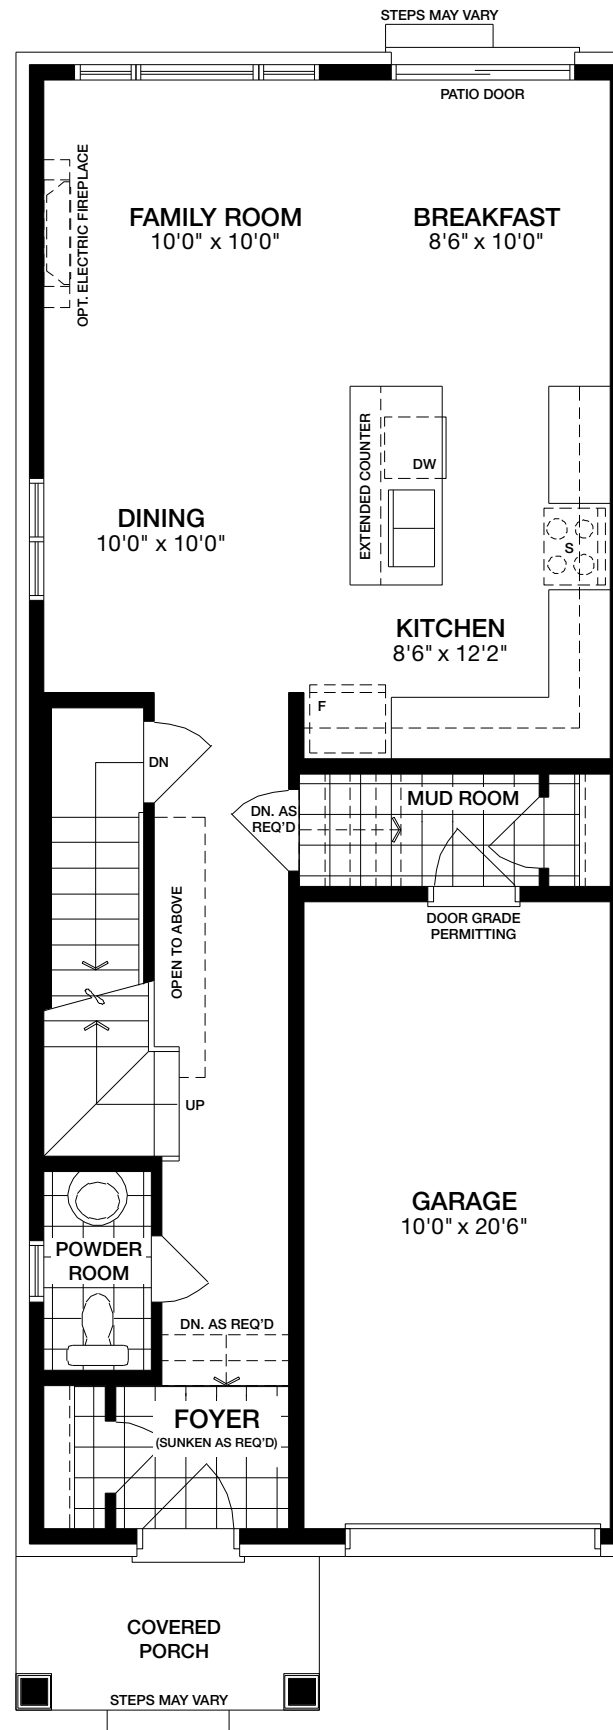 STEPS MAY VARY
PATIO DOOR
OPT. ELECTRIC FIREPLACE
FAMILY ROOM
10'0" x 10'0"
BREAKFAST
8'6" x 10'0"
EXTENDED COUNTER
DW
DINING
10'0" x 10'0"
S
KITCHEN
8'6" x 12'2"
F
DN
DN. AS
REQ'D
MUD ROOM
OPEN TO ABOVE
DOOR GRADE
PERMITTING
UP
GARAGE
10'0" x 20'6"
POWDER
ROOM
DN. AS REQ'D
FOYER
(SUNKEN AS REQ'D)
COVERED
PORCH
STEPS MAY VARY